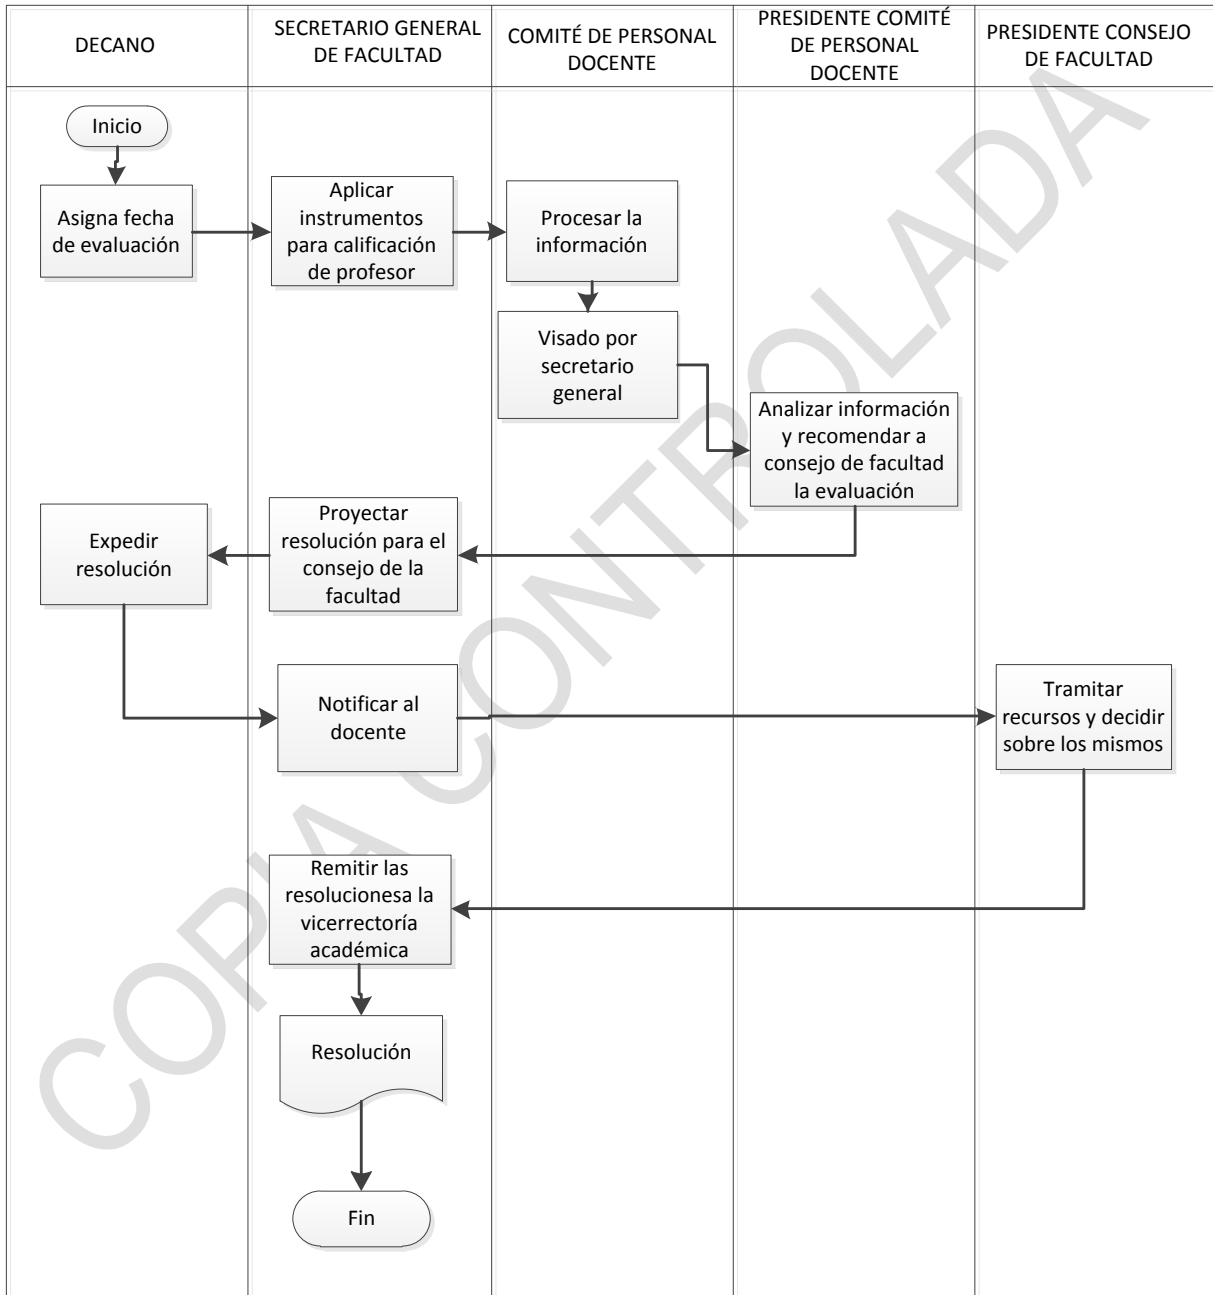 DECANO
SECRETARIO GENERAL
DE FACULTAD
COMITÉ DE PERSONAL
DOCENTE
PRESIDENTE COMITÉ
DE PERSONAL
DOCENTE
PRESIDENTE CONSEJO
DE FACULTAD
Inicio
Asigna fecha
de evaluación
Aplicar
instrumentos
para calificación
de profesor
Procesar la
información
Visado por
secretario
general
Analizar información
y recomendar a
consejo de facultad
la evaluación
Proyectar
resolución para el
consejo de la
facultad
Expedir
resolución
Notificar al
docente
Tramitar
recursos y decidir
sobre los mismos
Remitir las
resolucionesa la
vicerrectoría
académica
Resolución
Fin
COPIA CONTROLADA